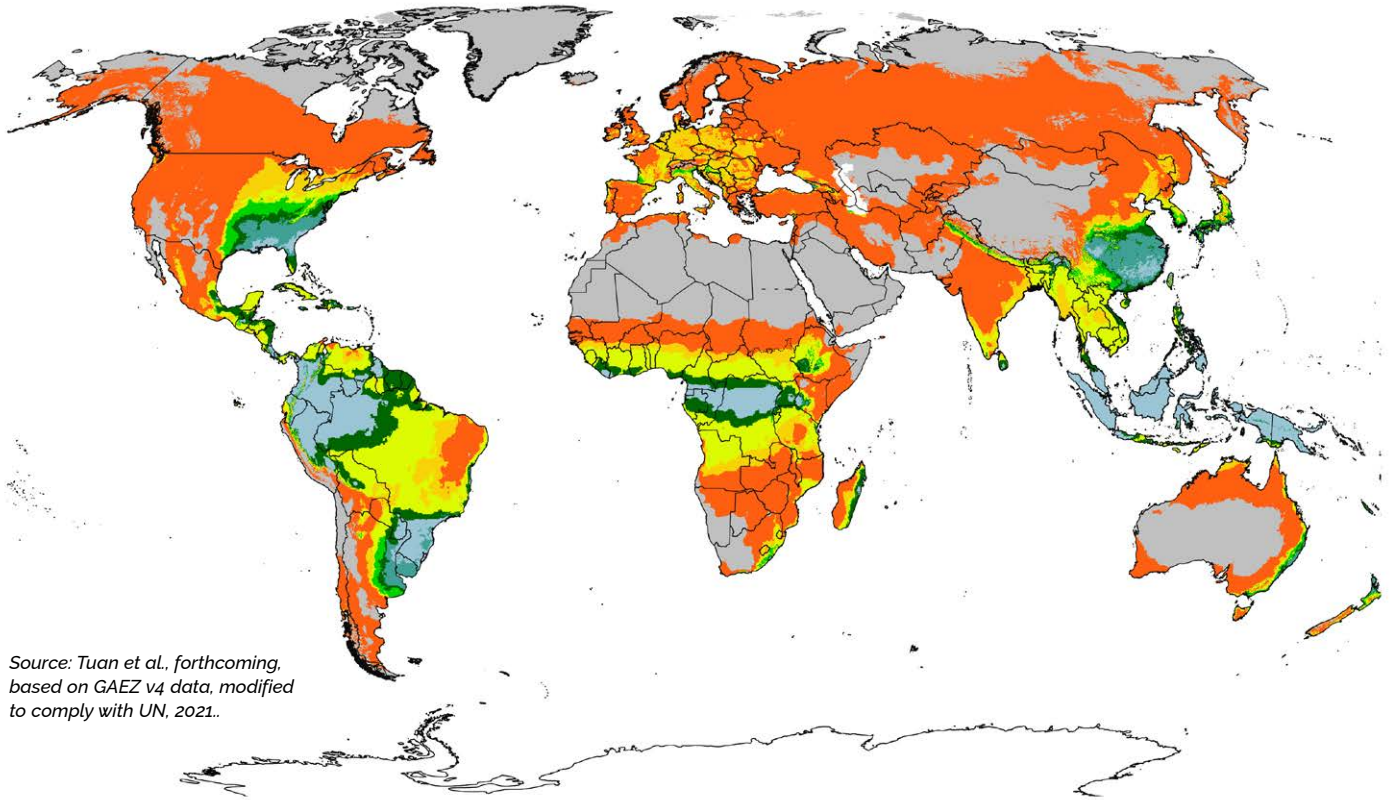 Source: Tuan et al., forthcoming,
based on GAEZ v4 data, modified
to comply with UN, 2021..